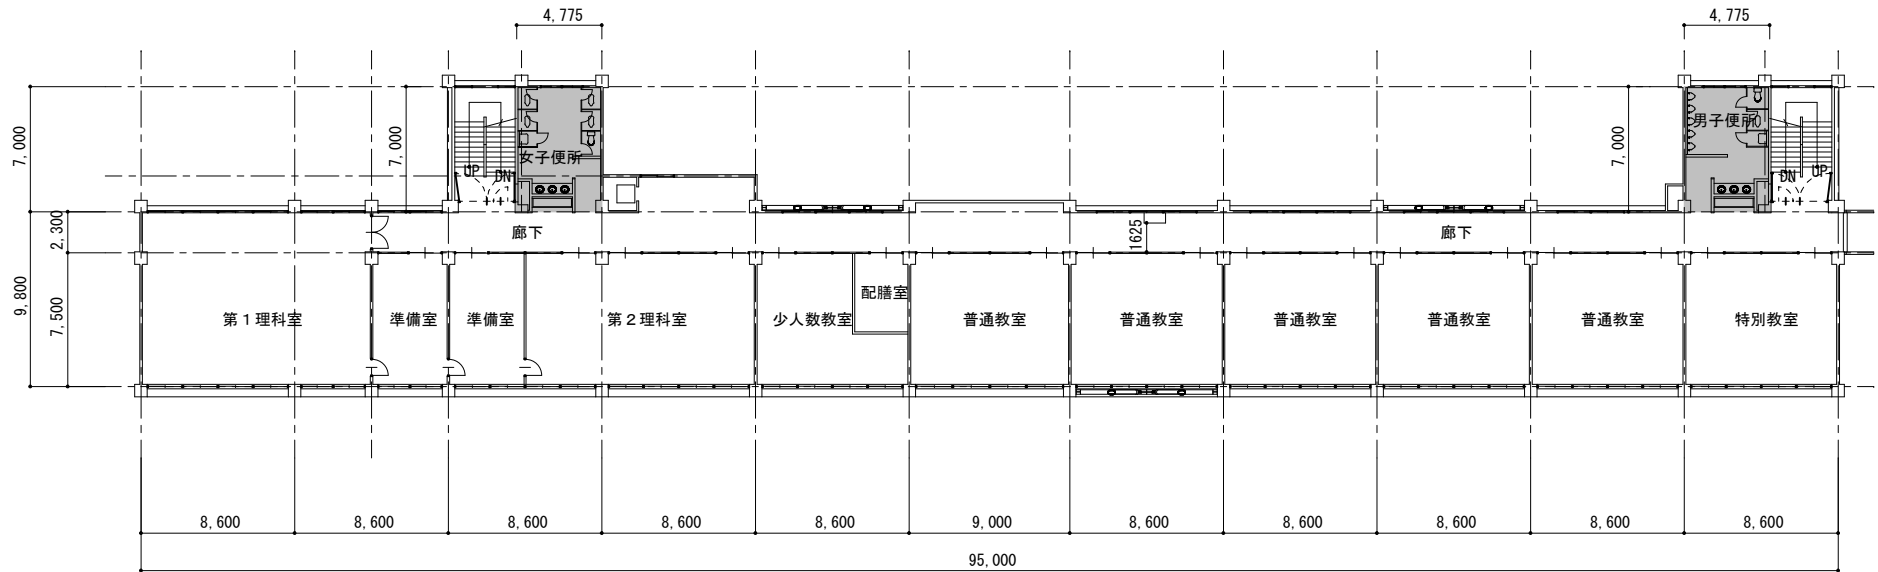 4,775
4,775
7,000
7,000
7,000
女子便所
男子便所
UP
DN
DN
UP
2,300
廊下
1625
廊下
9,800
7,500
配膳室
第１理科室
準備室
準備室
第２理科室
少人数教室
普通教室
普通教室
普通教室
普通教室
普通教室
特別教室
8,600
8,600
8,600
8,600
8,600
9,000
8,600
8,600
8,600
8,600
8,600
95,000